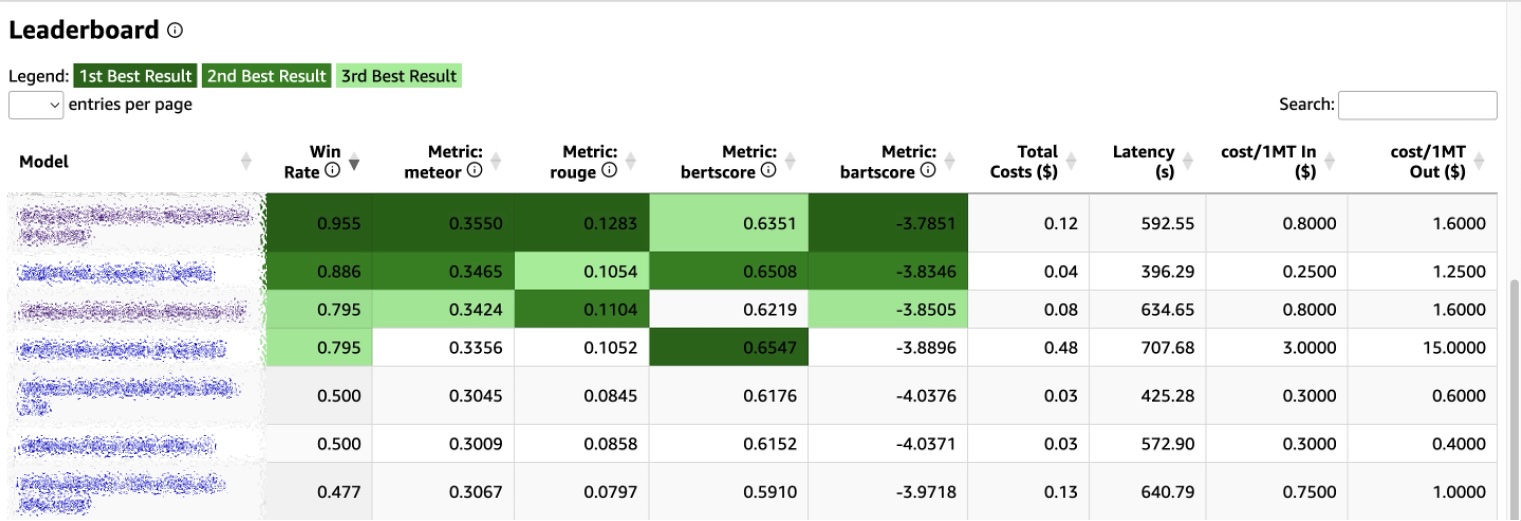 Leaderboard
Legend: 1st Best Result 2nd Best Result 3rd Best Result
entries per page Search:
Model Win Rate Metric: meteor Metric: rouge Metric: bertscore Metric: bartscore Total Costs ($) Latency (s) cost/1MT In ($) cost/1MT Out ($)
0.955 0.3550 0.1283 0.6351 -3.7851 0.12 592.55 0.8000 1.6000
0.886 0.3465 0.1054 0.6508 -3.8346 0.04 396.29 0.2500 1.2500
0.795 0.3424 0.1104 0.6219 -3.8505 0.08 634.65 0.8000 1.6000
0.795 0.3356 0.1052 0.6547 -3.8896 0.48 707.68 3.0000 15.0000
0.500 0.3045 0.0845 0.6176 -4.0376 0.03 425.28 0.3000 0.6000
0.500 0.3009 0.0858 0.6152 -4.0371 0.03 572.90 0.3000 0.4000
0.477 0.3067 0.0797 0.5910 -3.9718 0.13 640.79 0.7500 1.0000